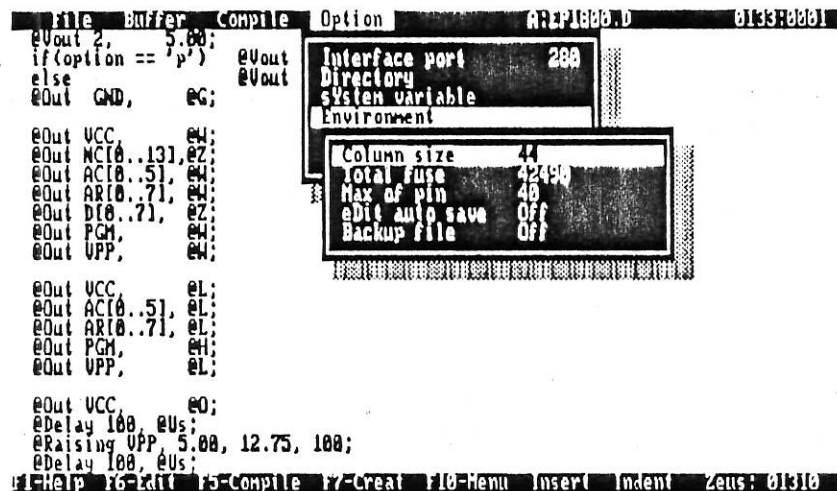 File Buffer Compile Option A:EP1800.D 0133:0001
@Vout 2, 5.00;
if(option == 'p') @Vout
else @Vout
@Out GND, @G;
@Out VCC, @W;
@Out NC[0..13],@Z;
@Out AC[0..5], @W;
@Out AR[0..7], @W;
@Out D[0..7], @Z;
@Out PGM, @W;
@Out VPP, @W;
@Out VCC, @L;
@Out AC[0..5], @L;
@Out AR[0..7], @L;
@Out PGM, @H;
@Out VPP, @L;
@Out VCC, @O;
@Delay 100, @Us;
@Raising VPP, 5.00, 12.75, 100;
@Delay 100, @Us;
Interface port 280
Directory
sYstem variable
Environment
Column size 44
Total fuse 42490
Max of pin 40
eDit auto save Off
Backup file Off
F1-Help F6-Edit F5-Compile F7-Creat F10-Menu Insert Indent Zeus: 01310